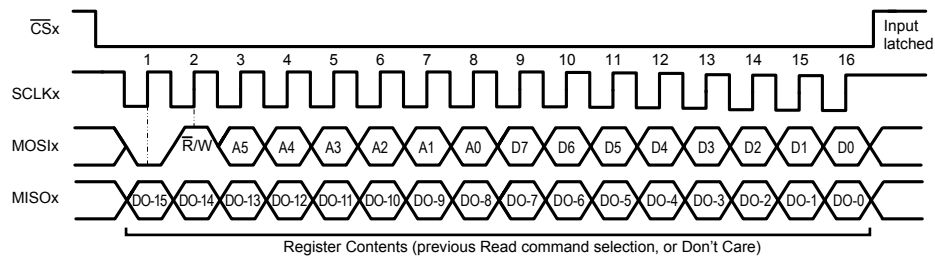 C̅S̅x
Input
latched
1 2 3 4 5 6 7 8 9 10 11 12 13 14 15 16
SCLKx
MOSIx R̅/W A5 A4 A3 A2 A1 A0 D7 D6 D5 D4 D3 D2 D1 D0
MISOx DO-15 DO-14 DO-13 DO-12 DO-11 DO-10 DO-9 DO-8 DO-7 DO-6 DO-5 DO-4 DO-3 DO-2 DO-1 DO-0
Register Contents (previous Read command selection, or Don't Care)